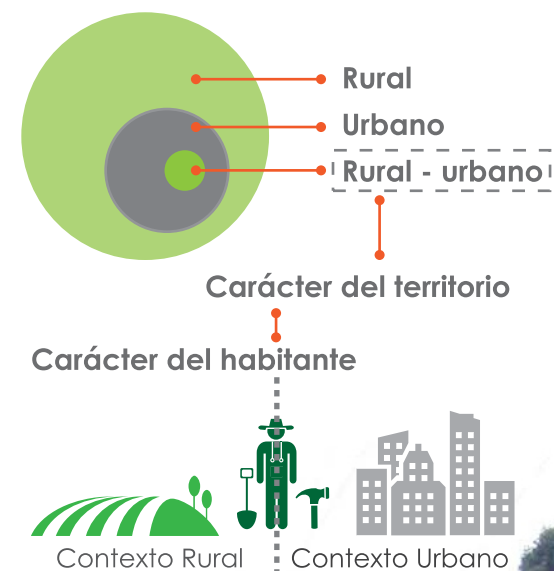 Rural
Urbano
Rural - urbano
Carácter del territorio
Carácter del habitante
Contexto Rural
Contexto Urbano